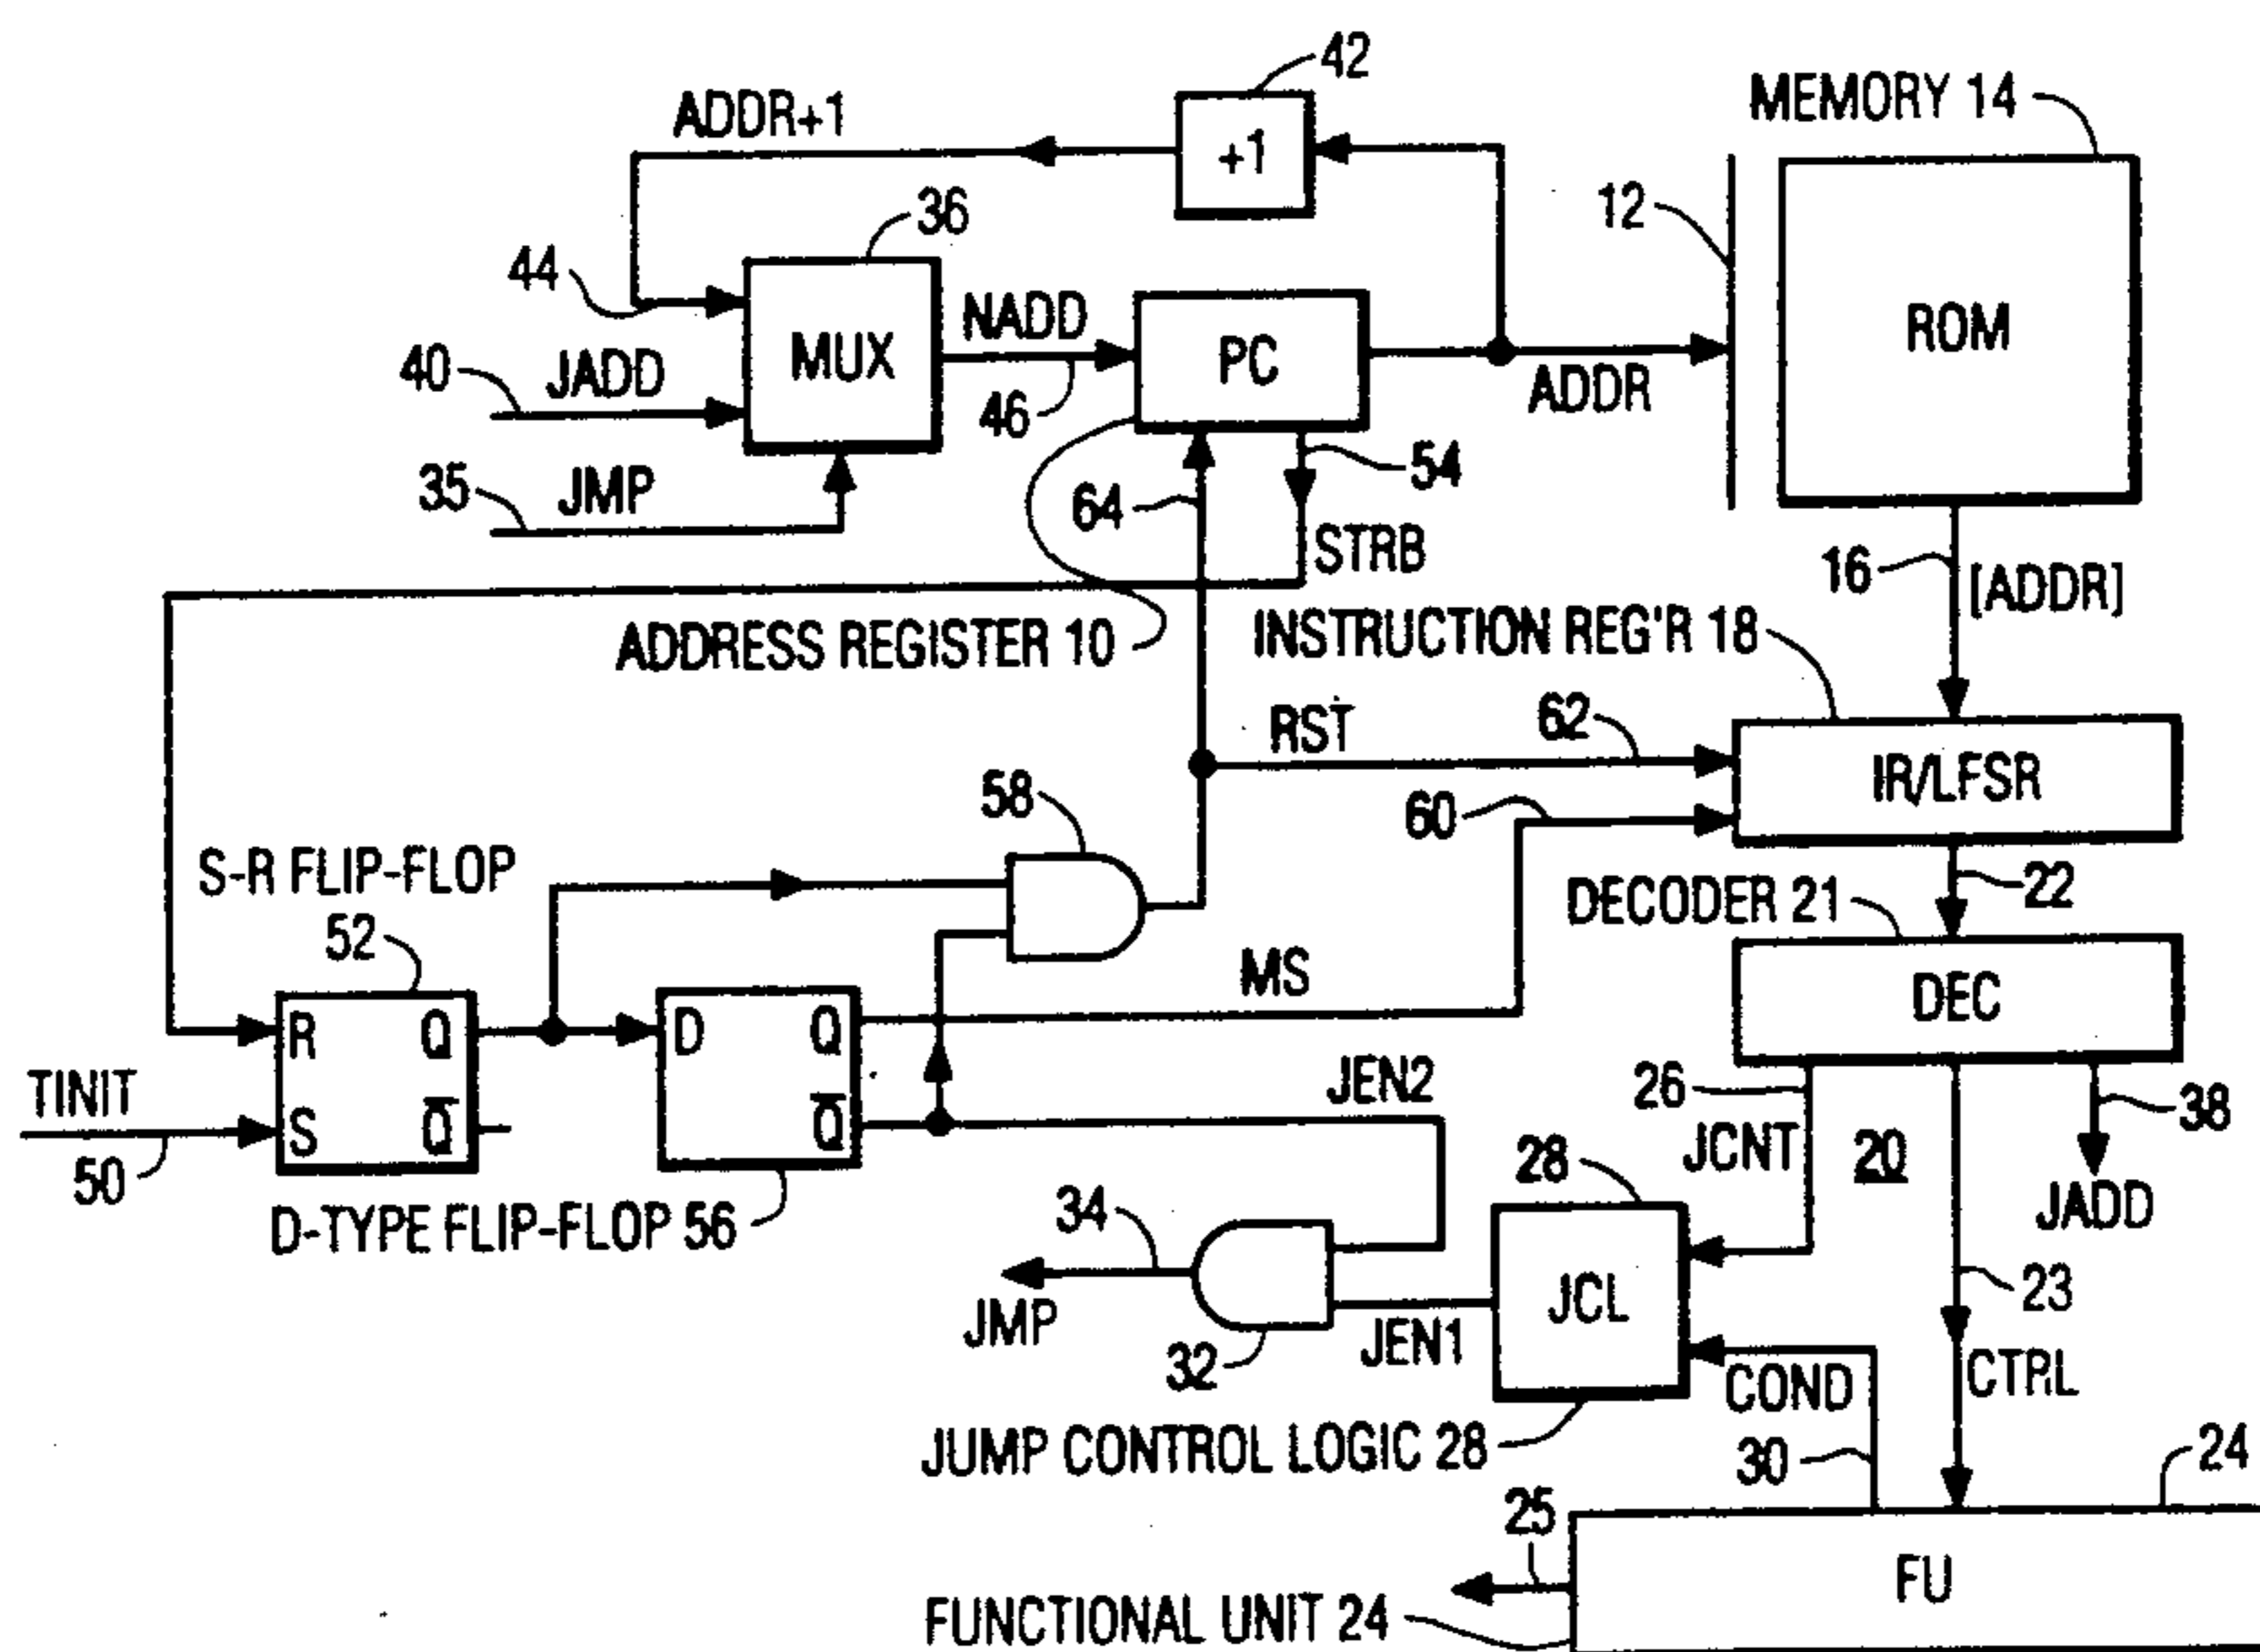 42
ADDR+1
MEMORY 14
+1
36
12
44
NADD
ROM
MUX
PC
40
JADD
46
ADDR
54
35
JMP
64
STRB
16
[ADDR]
ADDRESS REGISTER 10
INSTRUCTION REG'R 18
RST
62
IR/LFSR
58
60
S-R FLIP-FLOP
52
22
DECODER 21
MS
DEC
R
Q
D
Q
TINIT
JEN2
26
38
S
Q̅
Q̅
50
JCNT
20
28
34
JADD
D-TYPE FLIP-FLOP 56
23
JCL
JMP
32
JEN1
COND
CTRL
JUMP CONTROL LOGIC 28
30
24
25
FU
FUNCTIONAL UNIT 24